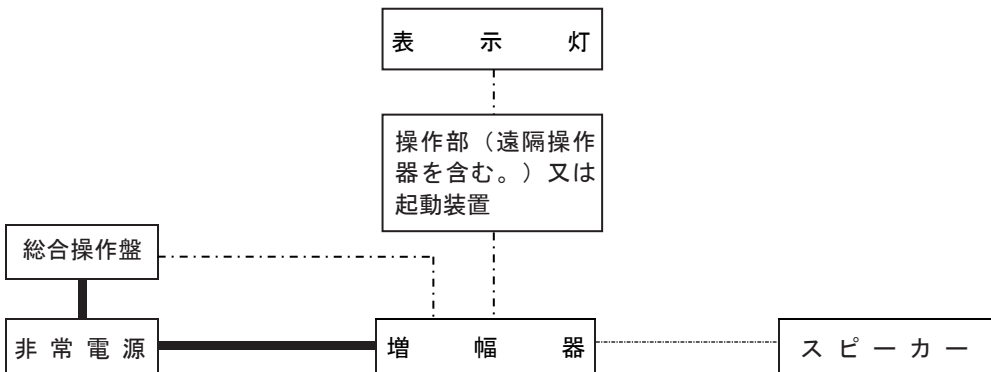 表示灯
操作部（遠隔操作
器を含む。）又は
起動装置
総合操作盤
非常電源
増幅器
スピーカー